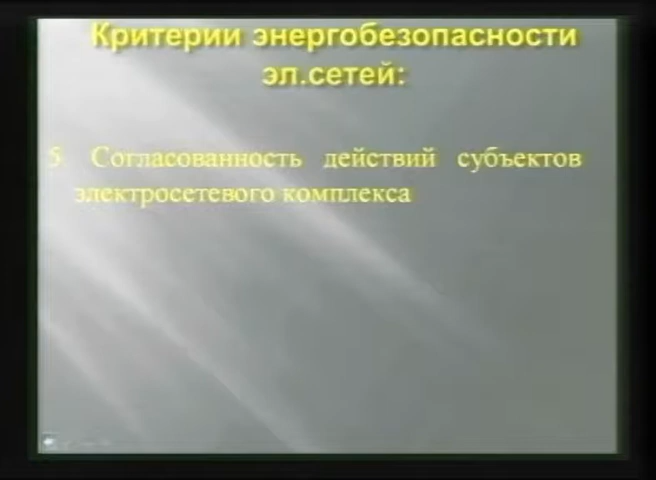 Критерии энергобезопасности
эл.сетей:
5 Согласованность действий субъектов
электросетевого комплекса